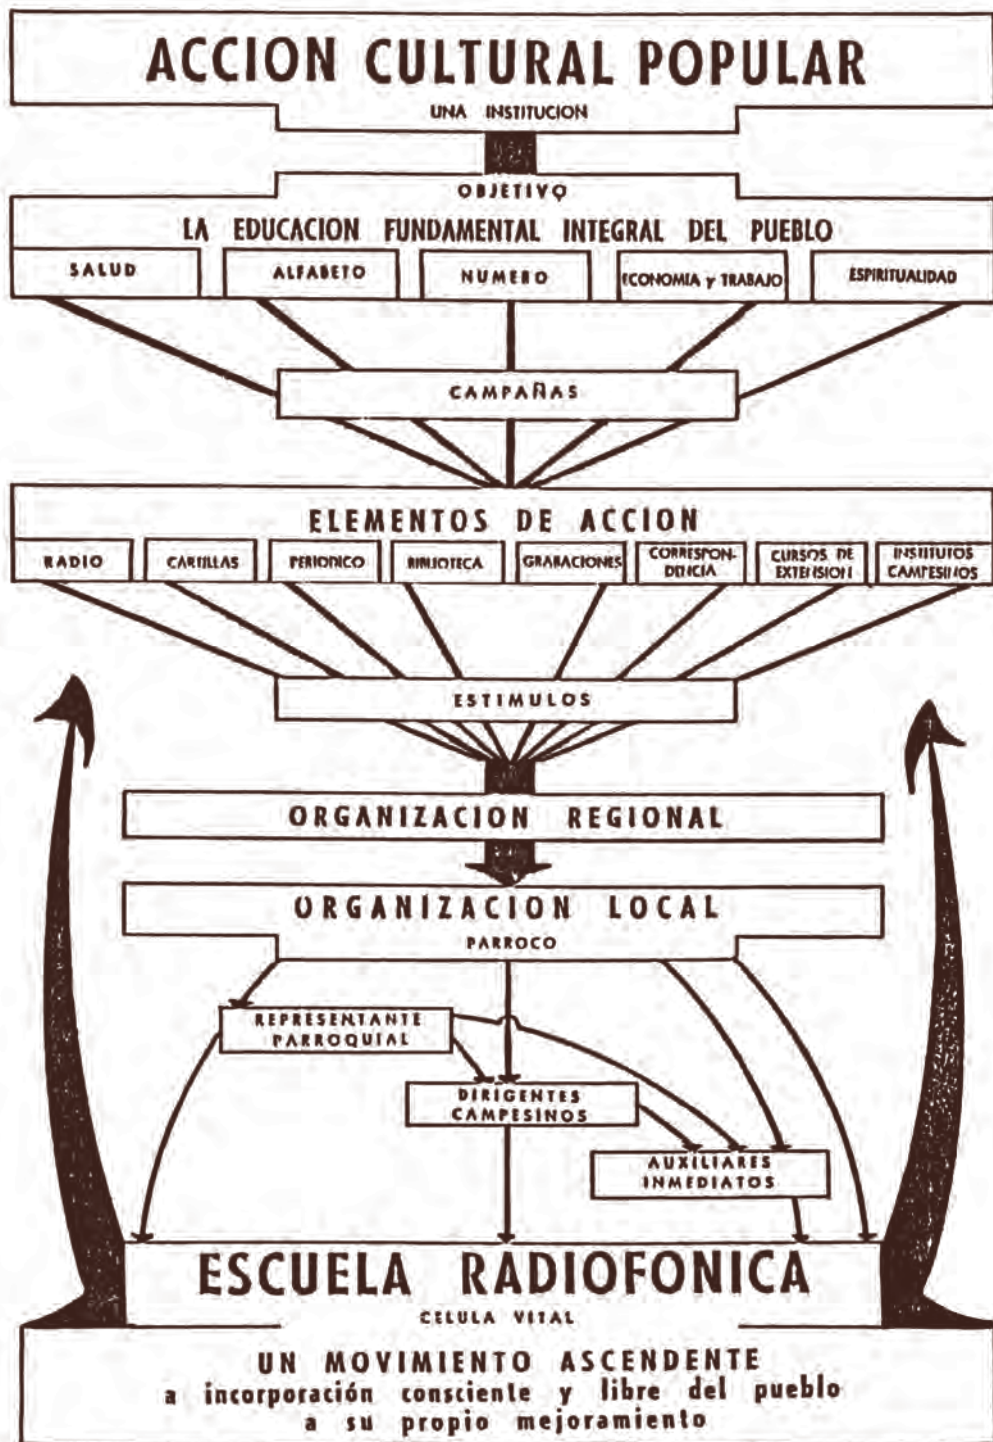 ACCION CULTURAL POPULAR
UNA INSTITUCION
OBJETIVO
LA EDUCACION FUNDAMENTAL INTEGRAL DEL PUEBLO
SALUD
ALFABETO
NUMERO
ECONOMIA y TRABAJO
ESPIRITUALIDAD
CAMPAÑAS
ELEMENTOS DE ACCION
RADIO
CARTILLAS
PERIODICO
BIBLIOTECA
GRABACIONES
CORRESPON-
DENCIA
CURSOS DE
EXTENSION
INSTITUTOS
CAMPESINOS
ESTIMULOS
ORGANIZACION REGIONAL
ORGANIZACION LOCAL
PARROCO
REPRESENTANTE
PARROQUIAL
DIRIGENTES
CAMPESINOS
AUXILIARES
INMEDIATOS
ESCUELA RADIOFONICA
CELULA VITAL
UN MOVIMIENTO ASCENDENTE
a incorporación consciente y libre del pueblo
a su propio mejoramiento